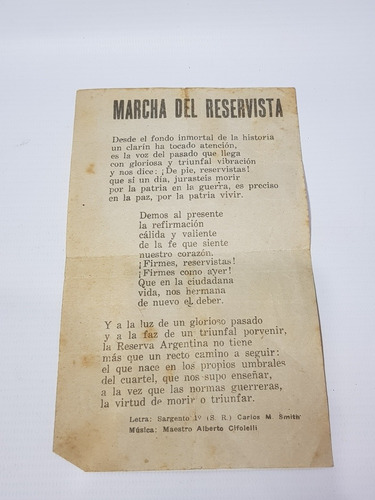 MARCHA DEL RESERVISTA
Desde el fondo inmortal de la historia
un clarín ha tocado atención,
es la voz del pasado que llega
con gloriosa y triunfal vibración
y nos dice: ¡De pie, reservistas!
que si un día, jurasteis morir
por la patria en la guerra, es preciso
en la paz, por la patria vivir.
Demos al presente
la refirmación
cálida y valiente
de la fe que siente
nuestro corazón.
¡Firmes, reservistas!
¡Firmes como ayer!
Que en la ciudadana
vida, nos hermana
de nuevo el deber.
Y a la luz de un glorioso pasado
y a la faz de un triunfal porvenir,
la Reserva Argentina no tiene
más que un recto camino a seguir:
el que nace en los propios umbrales
del cuartel, que nos supo enseñar,
a la vez que las normas guerreras,
la virtud de morir o triunfar.
Letra: Sargento 1º (S. R.) Carlos M. Smith
Música: Maestro Alberto Cifolelli